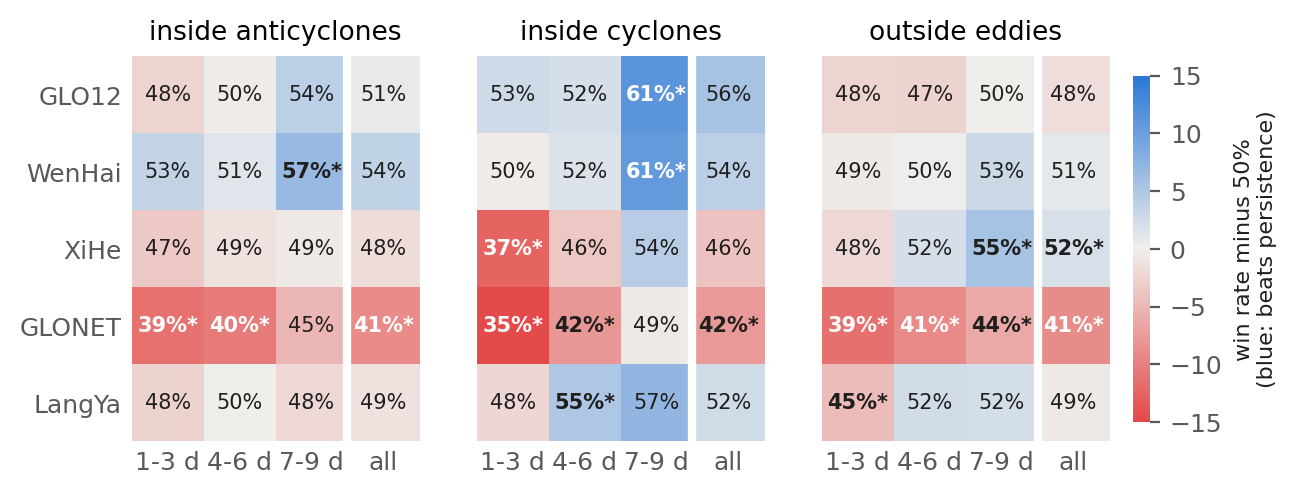 inside anticyclones inside cyclones outside eddies
GLO12 48% 50% 54% 51% 53% 52% 61%* 56% 48% 47% 50% 48%
WenHai 53% 51% 57%* 54% 50% 52% 61%* 54% 49% 50% 53% 51%
XiHe 47% 49% 49% 48% 37%* 46% 54% 46% 48% 52% 55%* 52%*
GLONET 39%* 40%* 45% 41%* 35%* 42%* 49% 42%* 39%* 41%* 44%* 41%*
LangYa 48% 50% 48% 49% 48% 55%* 57% 52% 45%* 52% 52% 49%
1-3 d 4-6 d 7-9 d all 1-3 d 4-6 d 7-9 d all 1-3 d 4-6 d 7-9 d all
15
10
5
0
−5
−10
−15
win rate minus 50%
(blue: beats persistence)